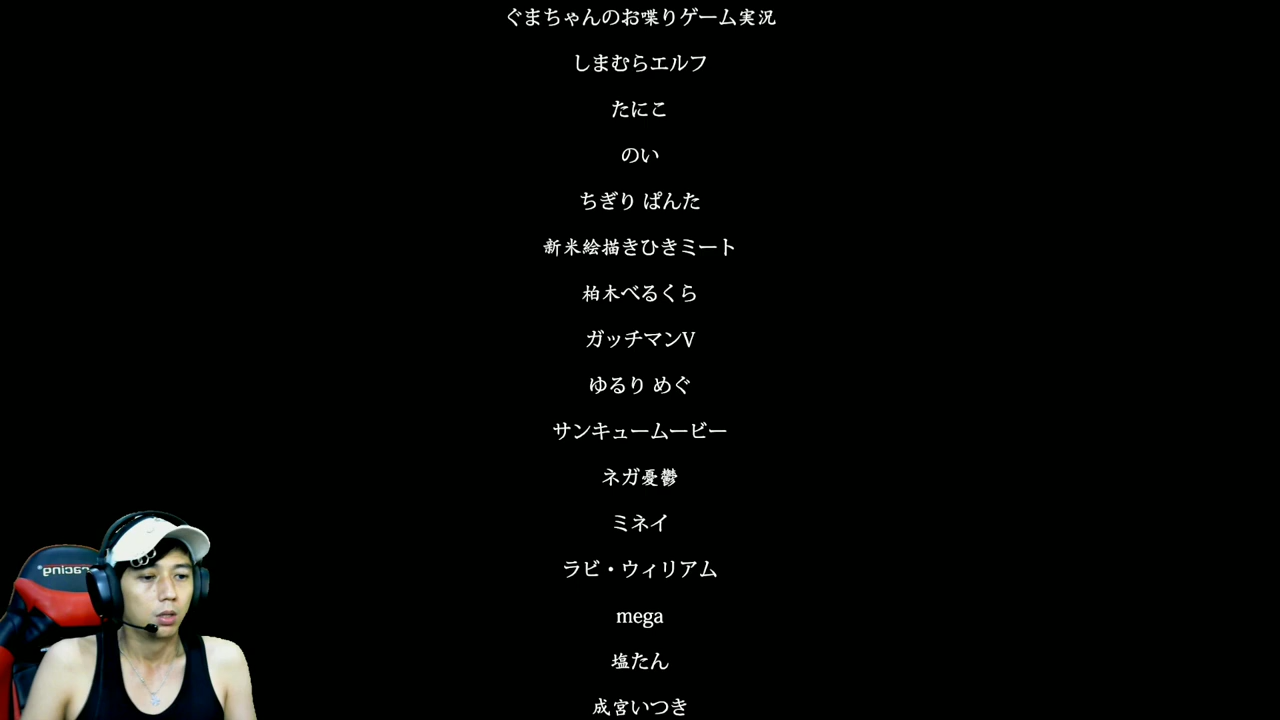 ぐまちゃんのお喋りゲーム実況
しまむらエルフ
たにこ
のい
ちぎり ぱんた
新米絵描きひきミート
柏木べるくら
ガッチマンV
ゆるり めぐ
サンキュームービー
ネガ憂鬱
ミネイ
ラビ・ウィリアム
mega
塩たん
成宮いつき
racing